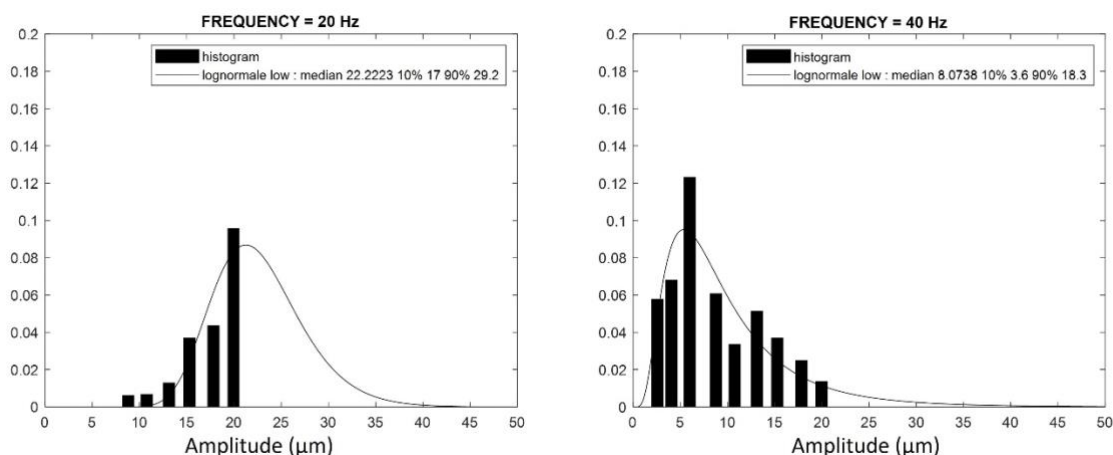 FREQUENCY = 20 Hz
0.2
0.18
0.16
0.14
0.12
0.1
0.08
0.06
0.04
0.02
0
histogram
lognormale low : median 22.2223 10% 17 90% 29.2
0 5 10 15 20 25 30 35 40 45 50
Amplitude (µm)
FREQUENCY = 40 Hz
0.2
0.18
0.16
0.14
0.12
0.1
0.08
0.06
0.04
0.02
0
histogram
lognormale low : median 8.0738 10% 3.6 90% 18.3
0 5 10 15 20 25 30 35 40 45 50
Amplitude (µm)